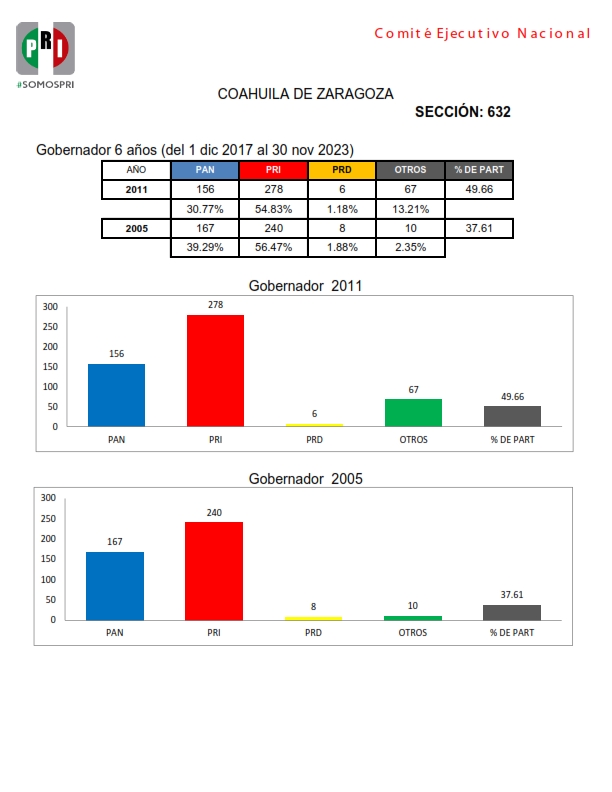 Comité Ejecutivo Nacional
PRI
#SOMOSPRI
COAHUILA DE ZARAGOZA
SECCIÓN: 632
Gobernador 6 años (del 1 dic 2017 al 30 nov 2023)
AÑO PAN PRI PRD OTROS % DE PART
2011 156 278 6 67 49.66
30.77% 54.83% 1.18% 13.21%
2005 167 240 8 10 37.61
39.29% 56.47% 1.88% 2.35%
Gobernador 2011
300
250
200
150
100
50
0
156
278
6
67
49.66
PAN PRI PRD OTROS % DE PART
Gobernador 2005
300
250
200
150
100
50
0
167
240
8
10
37.61
PAN PRI PRD OTROS % DE PART